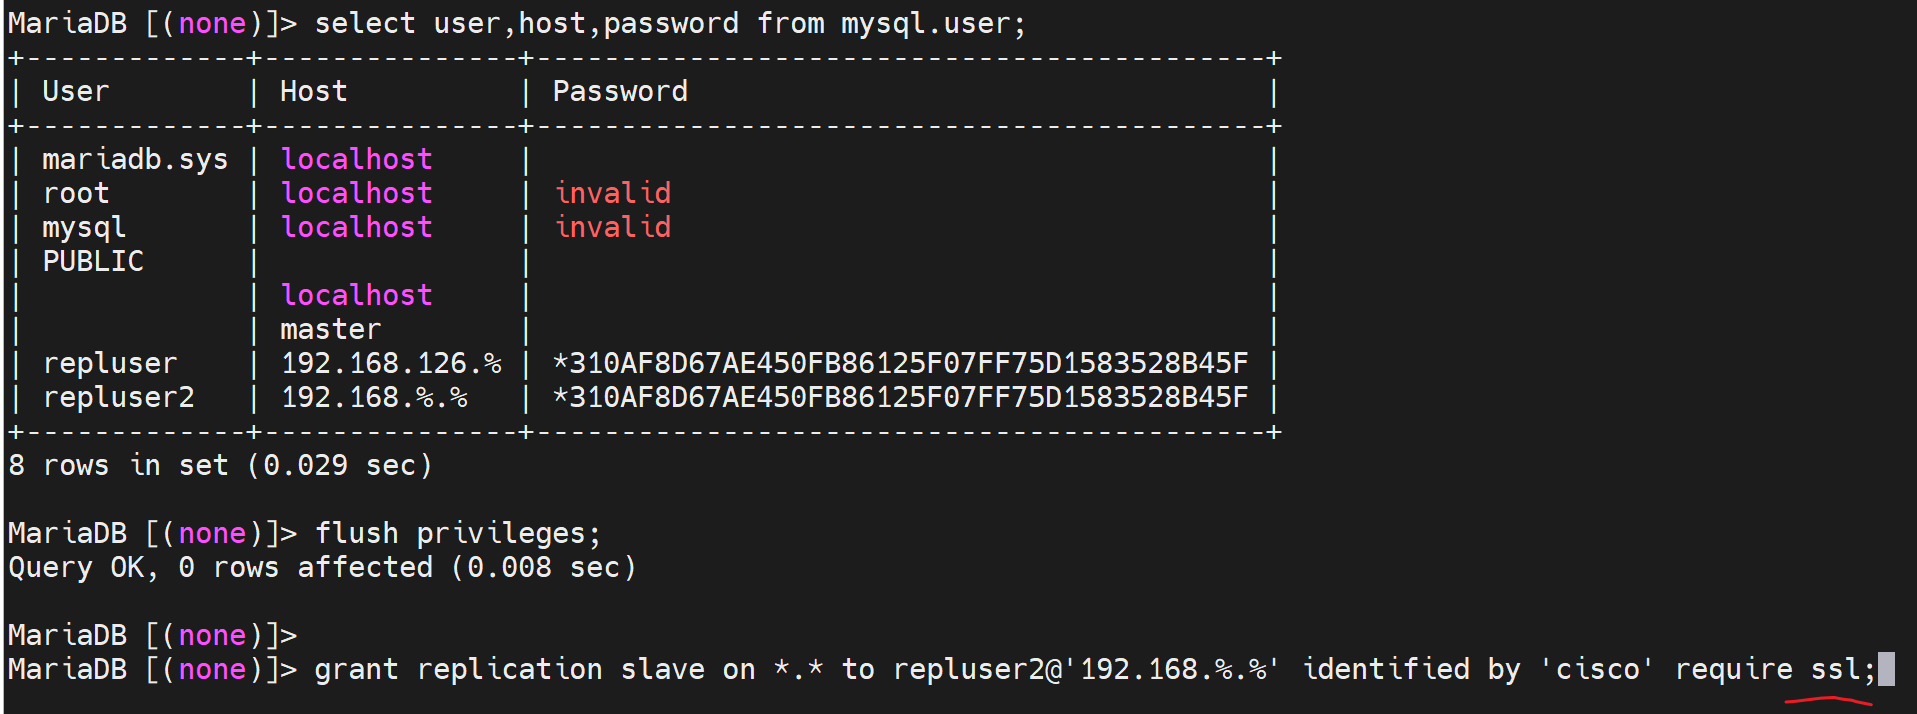 MariaDB [(none)]> select user,host,password from mysql.user;
+-------------+---------------+-------------------------------------------+
| User        | Host          | Password                                  |
+-------------+---------------+-------------------------------------------+
| mariadb.sys | localhost     |                                           |
| root        | localhost     | invalid                                   |
| mysql       | localhost     | invalid                                   |
| PUBLIC      |               |                                           |
|             | localhost     |                                           |
|             | master        |                                           |
| repluser    | 192.168.126.% | *310AF8D67AE450FB86125F07FF75D1583528B45F |
| repluser2   | 192.168.%.%   | *310AF8D67AE450FB86125F07FF75D1583528B45F |
+-------------+---------------+-------------------------------------------+
8 rows in set (0.029 sec)
MariaDB [(none)]> flush privileges;
Query OK, 0 rows affected (0.008 sec)
MariaDB [(none)]>
MariaDB [(none)]> grant replication slave on *.* to repluser2@'192.168.%.%' identified by 'cisco' require ssl;